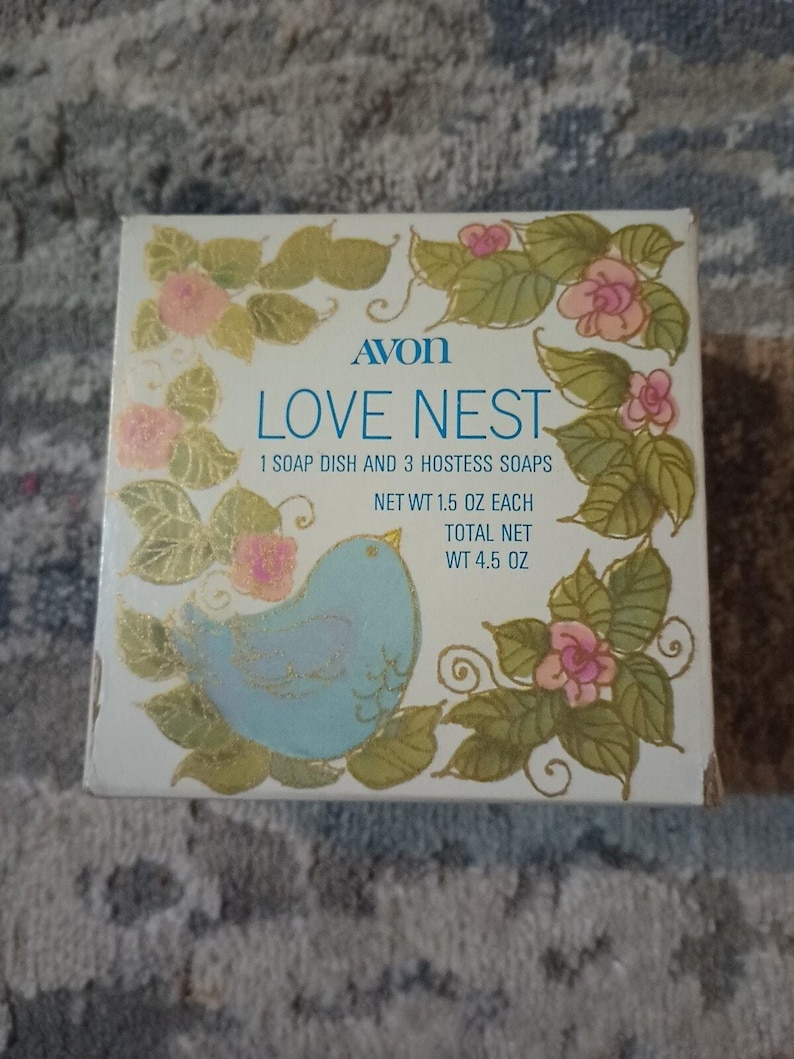 AVON
LOVE NEST
1 SOAP DISH AND 3 HOSTESS SOAPS
NET WT 1.5 OZ EACH
TOTAL NET
WT 4.5 OZ